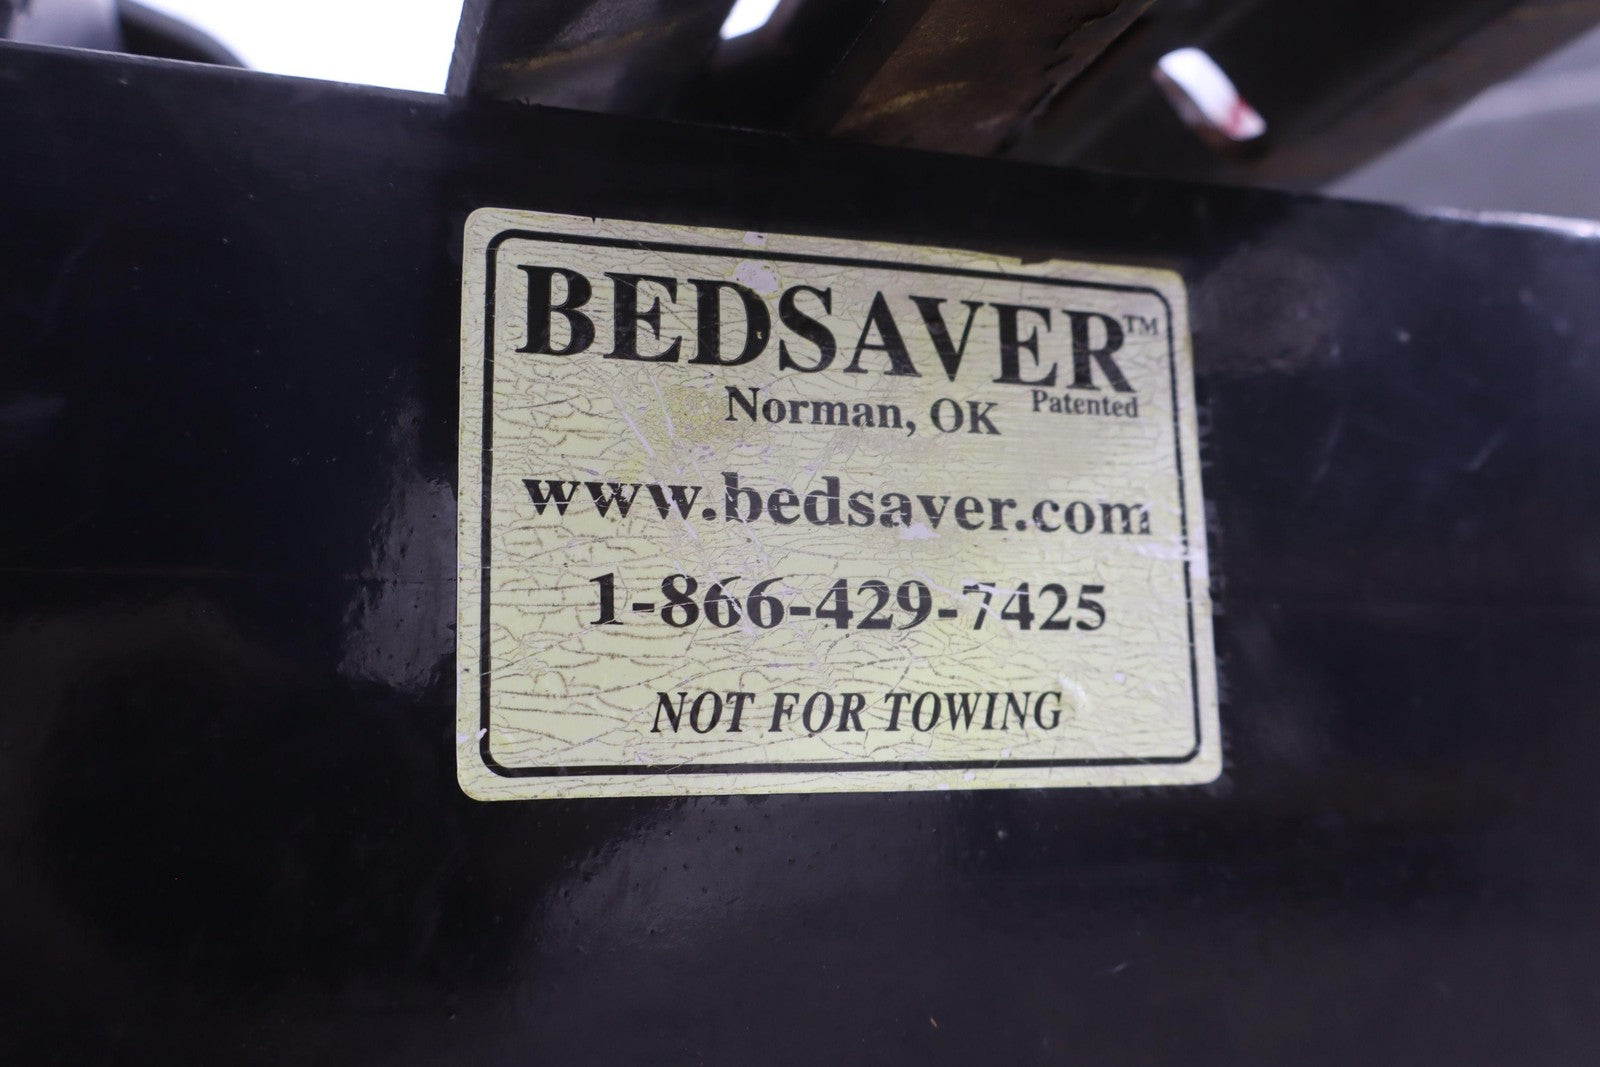 BEDSAVER™
Patented
Norman, OK
www.bedsaver.com
1-866-429-7425
NOT FOR TOWING